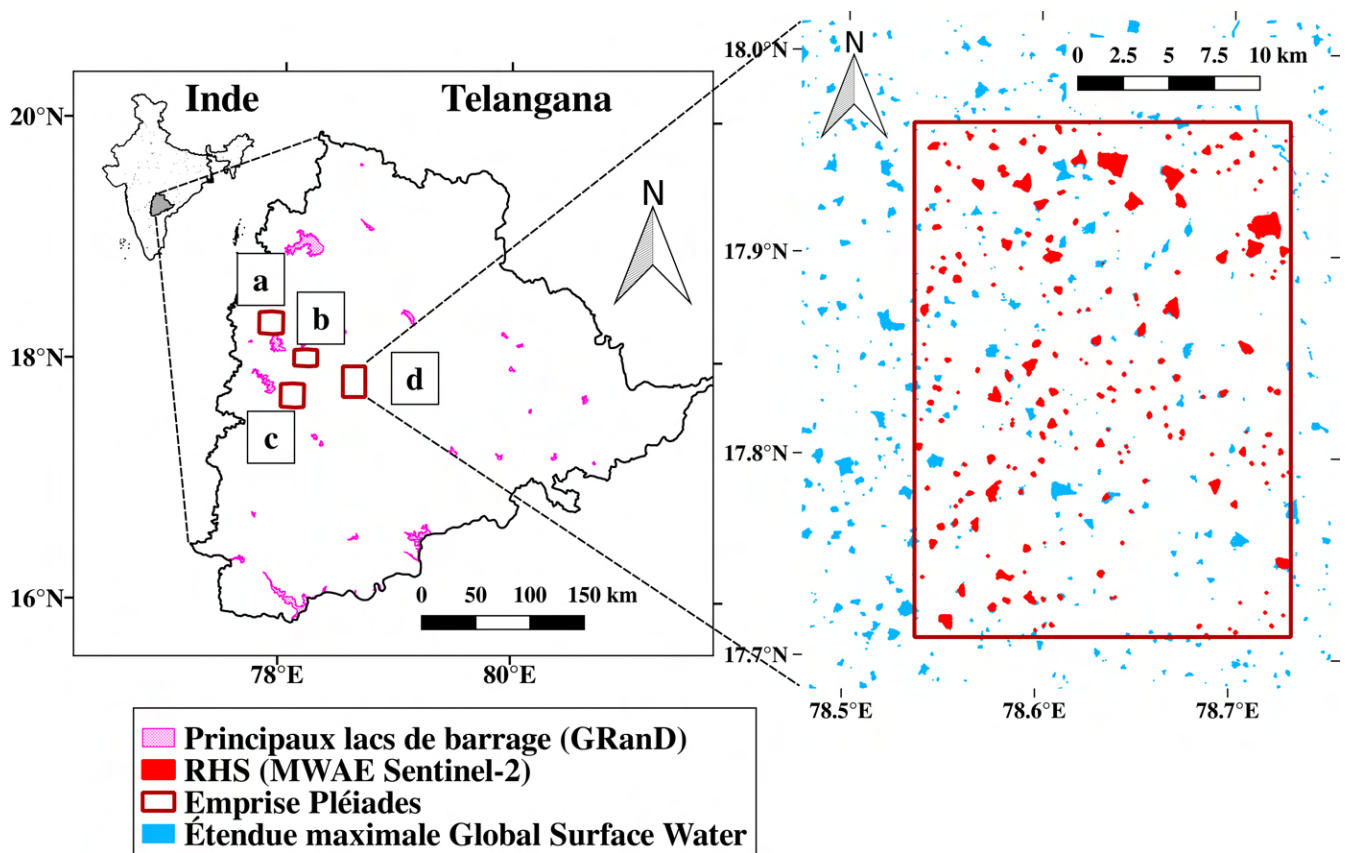 Inde
Telangana
20°N
18°N
16°N
78°E
80°E
N
a
b
c
d
0 50 100 150 km
18.0°N
17.9°N
17.8°N
17.7°N
78.5°E
78.6°E
78.7°E
N
0 2.5 5 7.5 10 km
Principaux lacs de barrage (GRanD)
RHS (MWAE Sentinel-2)
Emprise Pléiades
Étendue maximale Global Surface Water